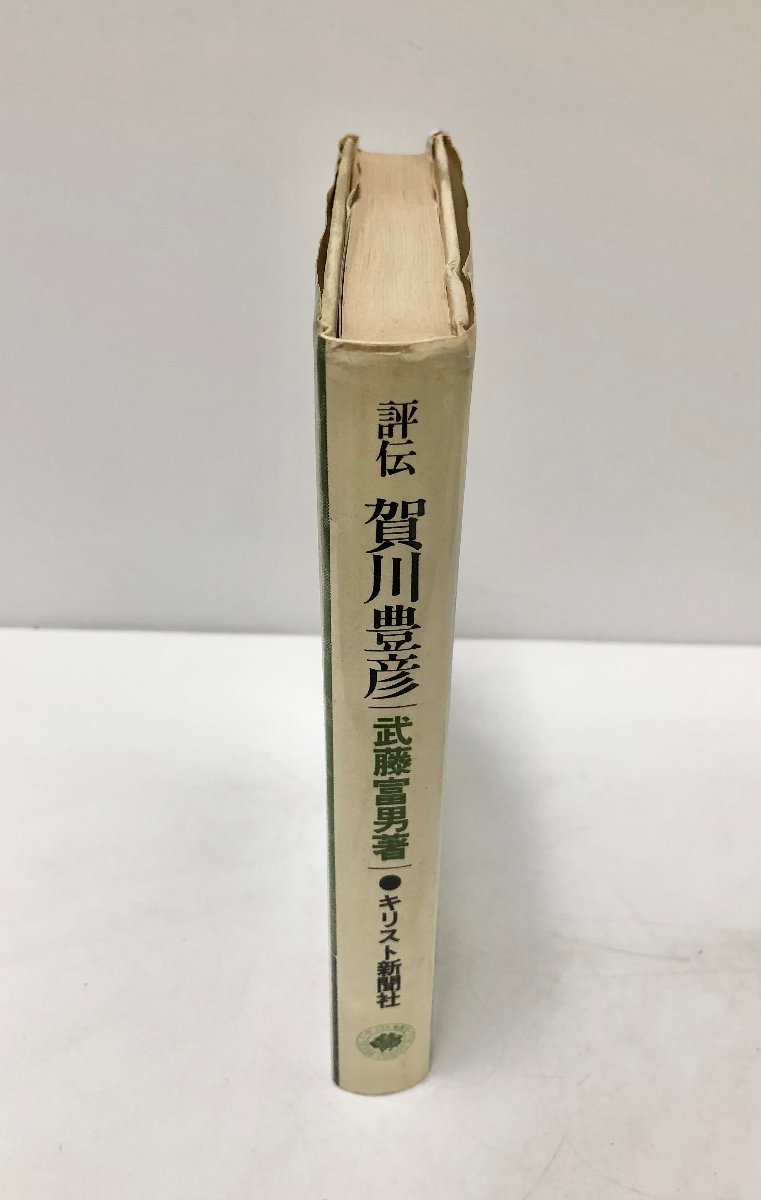 評伝 賀川豊彦
武藤富男著
キリスト新聞社